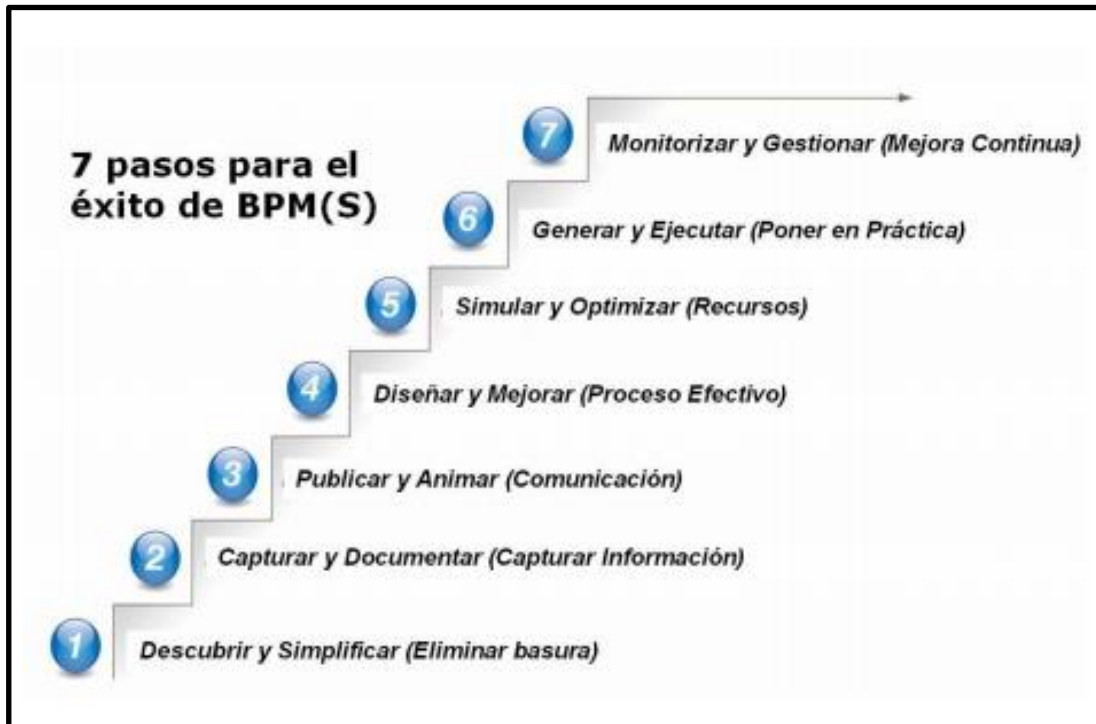 7 pasos para el
éxito de BPM(S)
7
Monitorizar y Gestionar (Mejora Continua)
6
Generar y Ejecutar (Poner en Práctica)
5
Simular y Optimizar (Recursos)
4
Diseñar y Mejorar (Proceso Efectivo)
3
Publicar y Animar (Comunicación)
2
Capturar y Documentar (Capturar Información)
1
Descubrir y Simplificar (Eliminar basura)